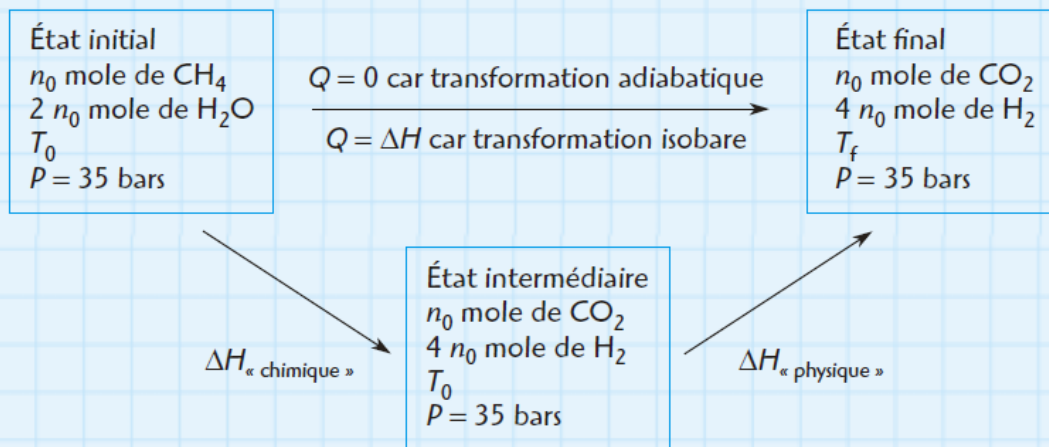 État initial
n₀ mole de CH₄
2 n₀ mole de H₂O
T₀
P = 35 bars
Q = 0 car transformation adiabatique
Q = ΔH car transformation isobare
État final
n₀ mole de CO₂
4 n₀ mole de H₂
T_f
P = 35 bars
ΔH« chimique »
État intermédiaire
n₀ mole de CO₂
4 n₀ mole de H₂
T₀
P = 35 bars
ΔH« physique »